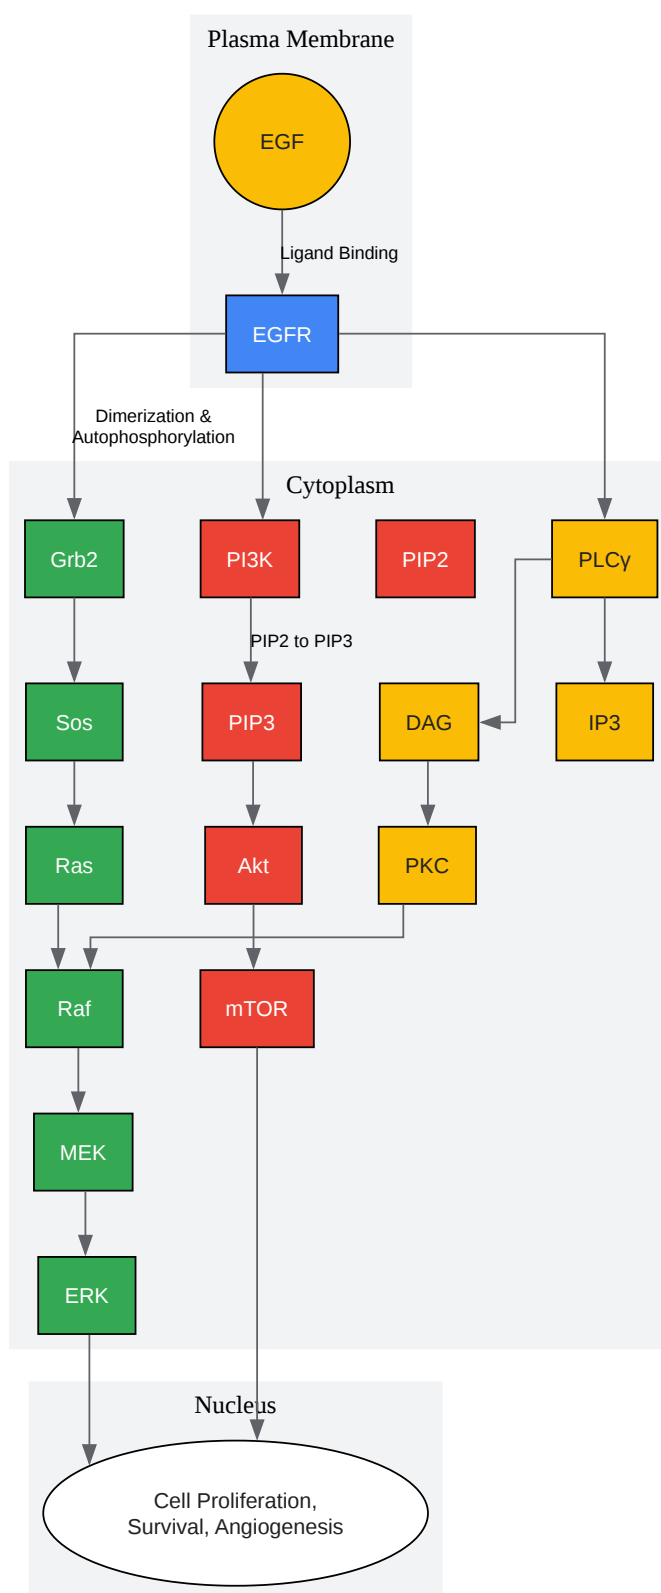 Plasma Membrane
EGF
Ligand Binding
EGFR
Dimerization &
Autophosphorylation
Cytoplasm
Grb2
PI3K
PIP2
PLCγ
PIP2 to PIP3
Sos
PIP3
DAG
IP3
Ras
Akt
PKC
Raf
mTOR
MEK
ERK
Nucleus
Cell Proliferation,
Survival, Angiogenesis